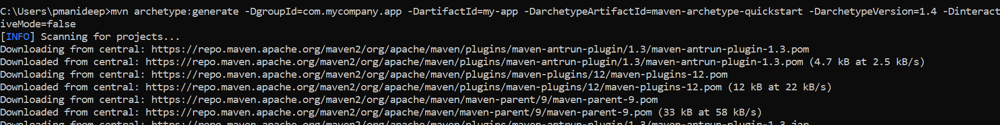 C:\Users\pmanideep>mvn archetype:generate -DgroupId=com.mycompany.app -DartifactId=my-app -DarchetypeArtifactId=maven-archetype-quickstart -DarchetypeVersion=1.4 -Dinteract
iveMode=false
[INFO] Scanning for projects...
Downloading from central: https://repo.maven.apache.org/maven2/org/apache/maven/plugins/maven-antrun-plugin/1.3/maven-antrun-plugin-1.3.pom
Downloaded from central: https://repo.maven.apache.org/maven2/org/apache/maven/plugins/maven-antrun-plugin/1.3/maven-antrun-plugin-1.3.pom (4.7 kB at 2.5 kB/s)
Downloading from central: https://repo.maven.apache.org/maven2/org/apache/maven/plugins/maven-plugins/12/maven-plugins-12.pom
Downloaded from central: https://repo.maven.apache.org/maven2/org/apache/maven/plugins/maven-plugins/12/maven-plugins-12.pom (12 kB at 22 kB/s)
Downloading from central: https://repo.maven.apache.org/maven2/org/apache/maven/maven-parent/9/maven-parent-9.pom
Downloaded from central: https://repo.maven.apache.org/maven2/org/apache/maven/maven-parent/9/maven-parent-9.pom (33 kB at 58 kB/s)
Downloading from central: https://repo.maven.apache.org/maven2/org/apache/maven/plugins/maven-antrun-plugin/1.3/maven-antrun-plugin-1.3.jar